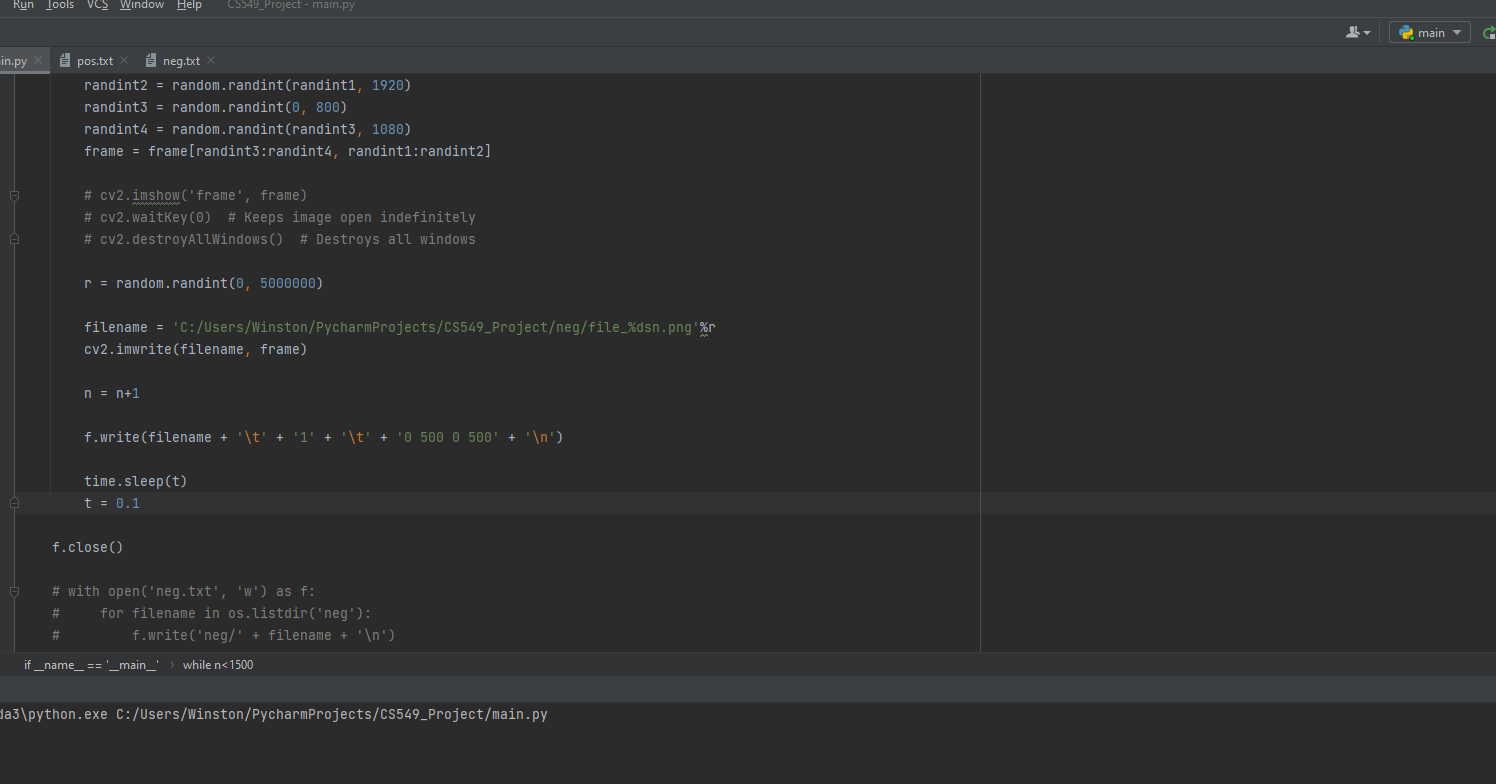 Run Tools VCS Window Help CS549_Project - main.py
main
in.py pos.txt neg.txt
randint2 = random.randint(randint1, 1920)
randint3 = random.randint(0, 800)
randint4 = random.randint(randint3, 1080)
frame = frame[randint3:randint4, randint1:randint2]
# cv2.imshow('frame', frame)
# cv2.waitKey(0)  # Keeps image open indefinitely
# cv2.destroyAllWindows()  # Destroys all windows
r = random.randint(0, 5000000)
filename = 'C:/Users/Winston/PycharmProjects/CS549_Project/neg/file_%dsn.png'%r
cv2.imwrite(filename, frame)
n = n+1
f.write(filename + '\t' + '1' + '\t' + '0 500 0 500' + '\n')
time.sleep(t)
t = 0.1
f.close()
# with open('neg.txt', 'w') as f:
#     for filename in os.listdir('neg'):
#         f.write('neg/' + filename + '\n')
if __name__ == '__main__' › while n<1500
da3\python.exe C:/Users/Winston/PycharmProjects/CS549_Project/main.py